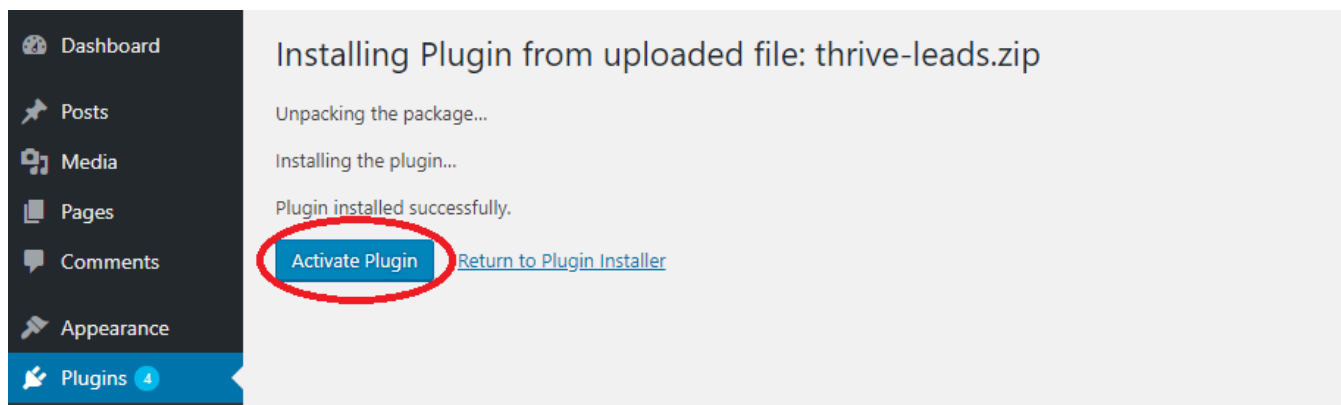 Dashboard
Posts
Media
Pages
Comments
Appearance
Plugins 4
Installing Plugin from uploaded file: thrive-leads.zip
Unpacking the package...
Installing the plugin...
Plugin installed successfully.
Activate Plugin Return to Plugin Installer